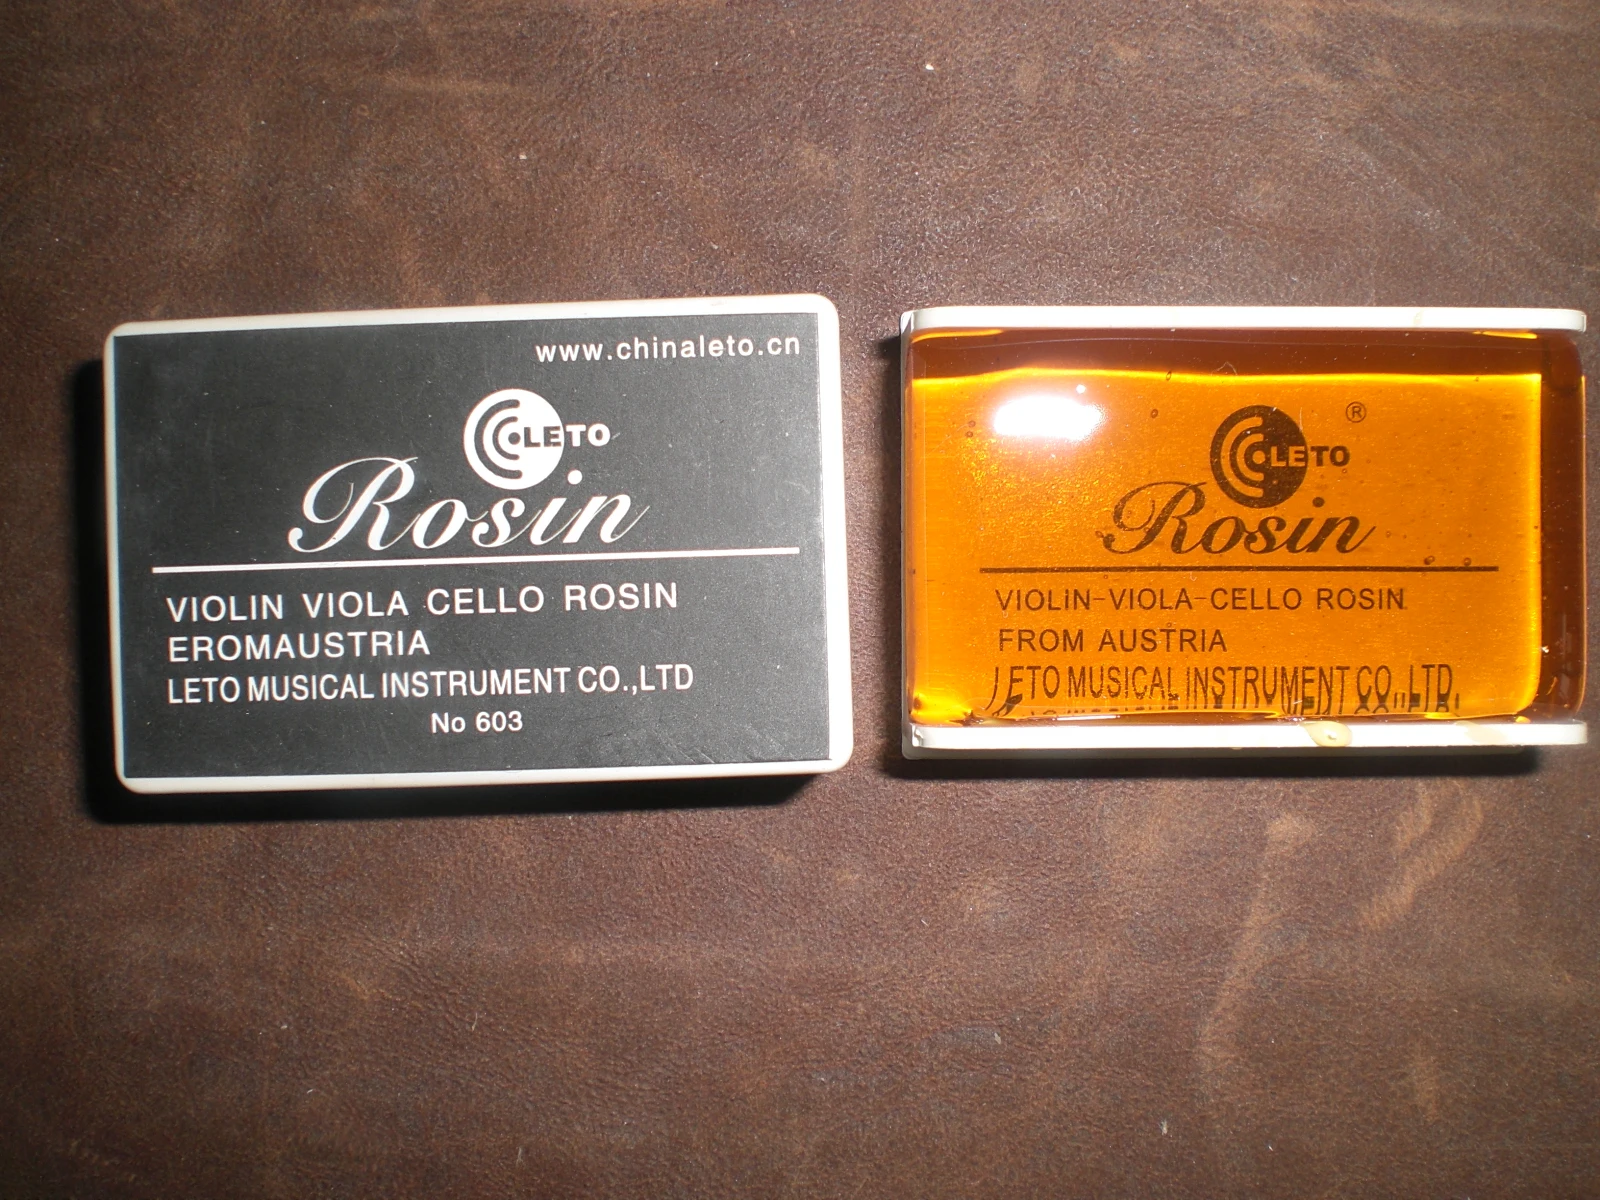 www.chinaleto.cn
LETO
Rosin
VIOLIN VIOLA CELLO ROSIN
EROMAUSTRIA
LETO MUSICAL INSTRUMENT CO.,LTD
No 603
®
LETO
Rosin
VIOLIN-VIOLA-CELLO ROSIN
FROM AUSTRIA
LETO MUSICAL INSTRUMENT CO.,LTD.